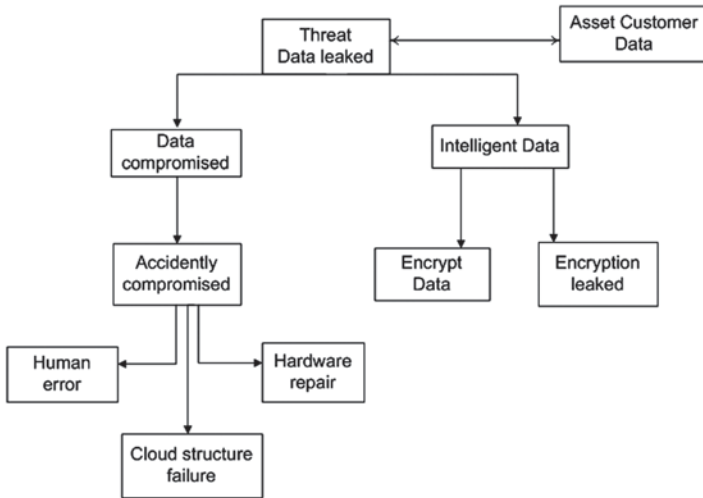 Threat
Data leaked
Asset Customer
Data
Data
compromised
Intelligent Data
Accidently
compromised
Encrypt
Data
Encryption
leaked
Human
error
Hardware
repair
Cloud structure
failure